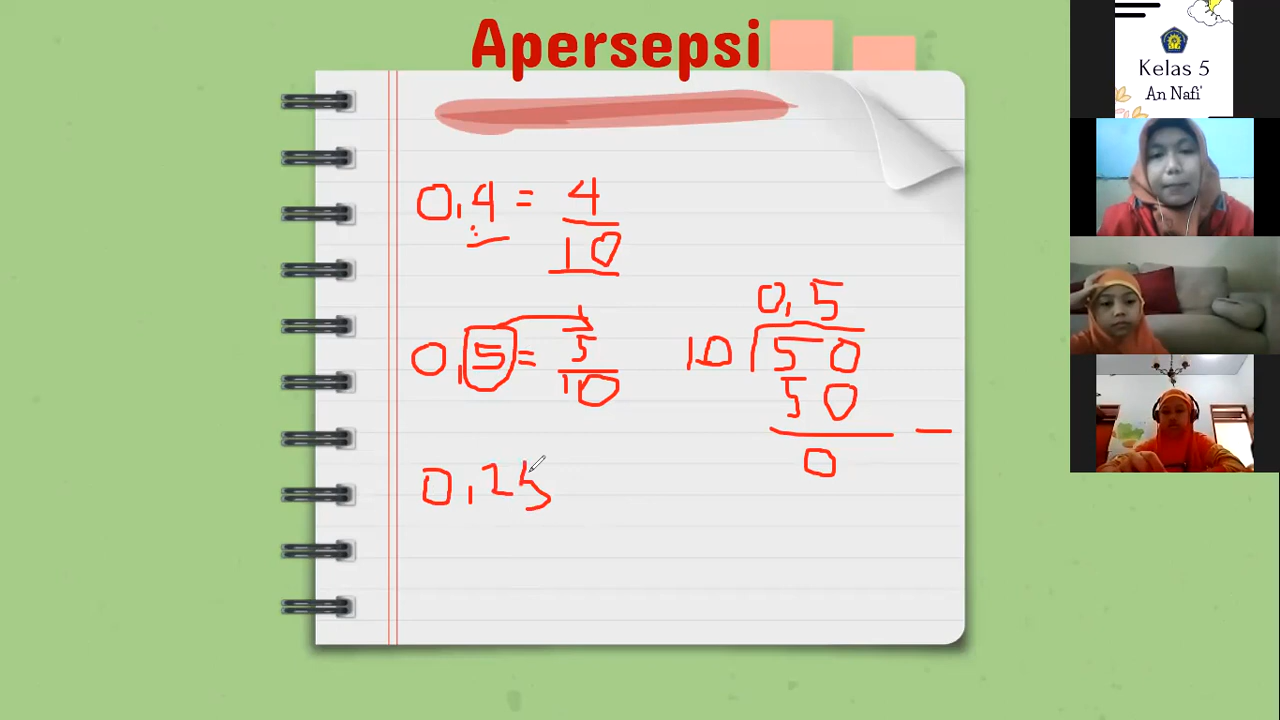 Apersepsi
0,4 = 4/10
0,5 = 5/10
0,5
10 50
50 −
0
0,25
Kelas 5
An Nafi'